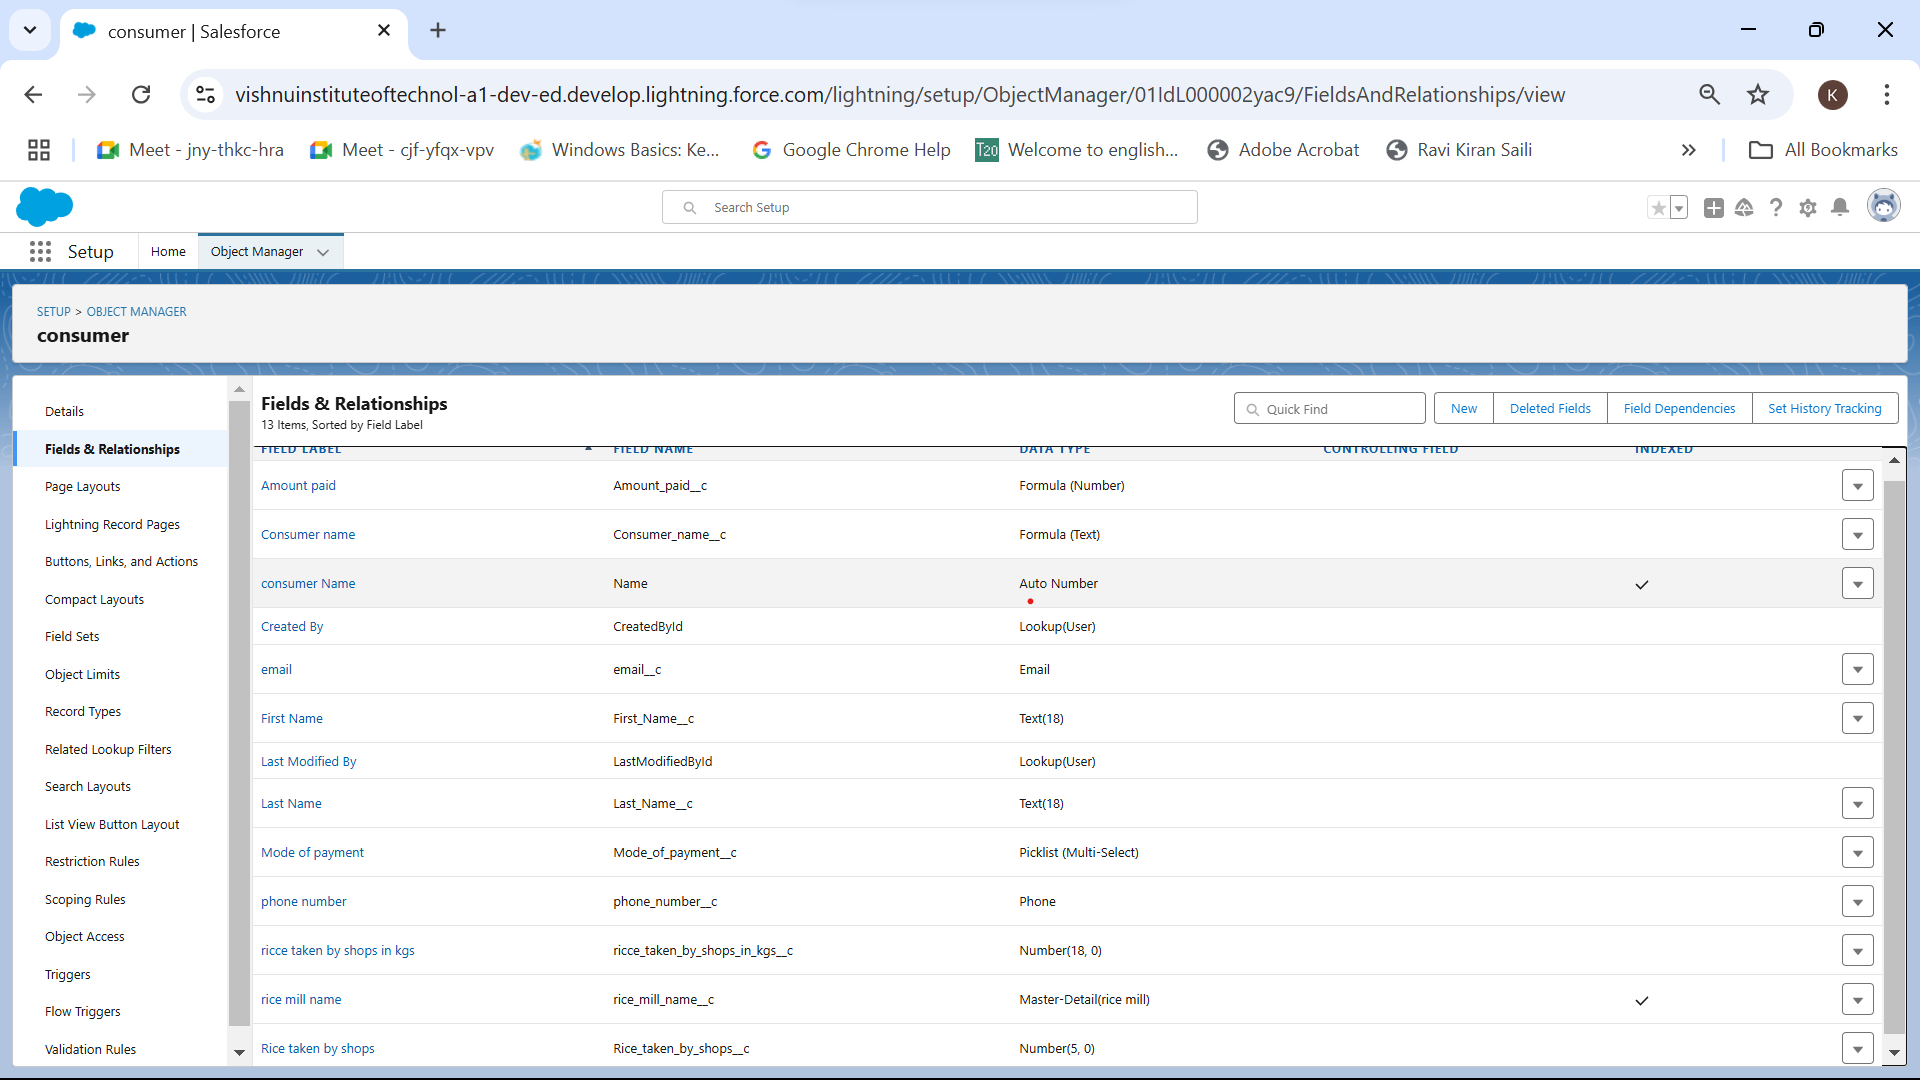 consumer | Salesforce
vishnuinstituteoftechnol-a1-dev-ed.develop.lightning.force.com/lightning/setup/ObjectManager/01IdL000002yac9/FieldsAndRelationships/view
K
Meet - jny-thkc-hra
Meet - cjf-yfqx-vpv
Windows Basics: Ke...
Google Chrome Help
T20
Welcome to english...
Adobe Acrobat
Ravi Kiran Saili
All Bookmarks
Search Setup
Setup
Home
Object Manager
SETUP > OBJECT MANAGER
consumer
Details
Fields & Relationships
Page Layouts
Lightning Record Pages
Buttons, Links, and Actions
Compact Layouts
Field Sets
Object Limits
Record Types
Related Lookup Filters
Search Layouts
List View Button Layout
Restriction Rules
Scoping Rules
Object Access
Triggers
Flow Triggers
Validation Rules
Fields & Relationships
13 Items, Sorted by Field Label
Quick Find
New
Deleted Fields
Field Dependencies
Set History Tracking
FIELD LABEL FIELD NAME DATA TYPE CONTROLLING FIELD INDEXED
Amount paid Amount_paid__c Formula (Number)
Consumer name Consumer_name__c Formula (Text)
consumer Name Name Auto Number
Created By CreatedById Lookup(User)
email email__c Email
First Name First_Name__c Text(18)
Last Modified By LastModifiedById Lookup(User)
Last Name Last_Name__c Text(18)
Mode of payment Mode_of_payment__c Picklist (Multi-Select)
phone number phone_number__c Phone
ricce taken by shops in kgs ricce_taken_by_shops_in_kgs__c Number(18, 0)
rice mill name rice_mill_name__c Master-Detail(rice mill)
Rice taken by shops Rice_taken_by_shops__c Number(5, 0)